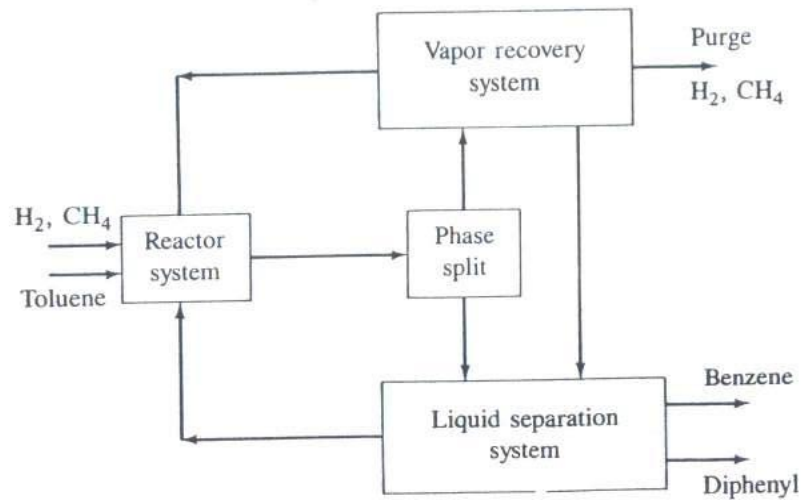 Vapor recovery
system
Purge
H₂, CH₄
H₂, CH₄
Toluene
Reactor
system
Phase
split
Liquid separation
system
Benzene
Diphenyl